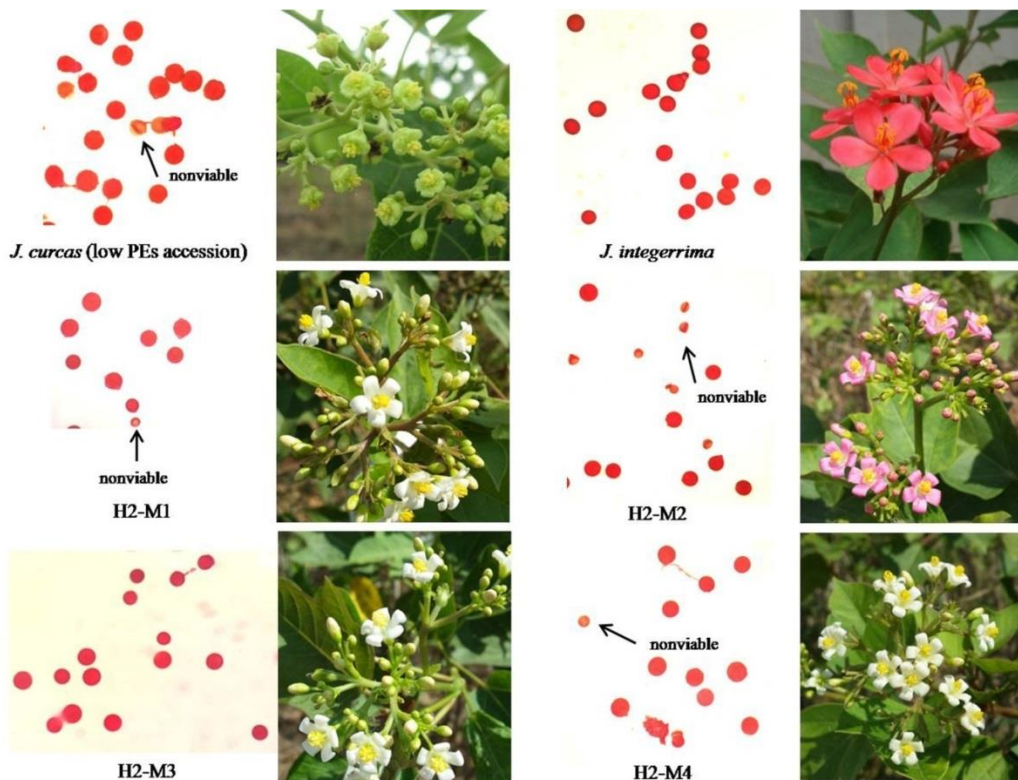 nonviable
J. curcas (low PEs accession)
J. integerrima
nonviable
H2-M1
nonviable
H2-M2
H2-M3
nonviable
H2-M4